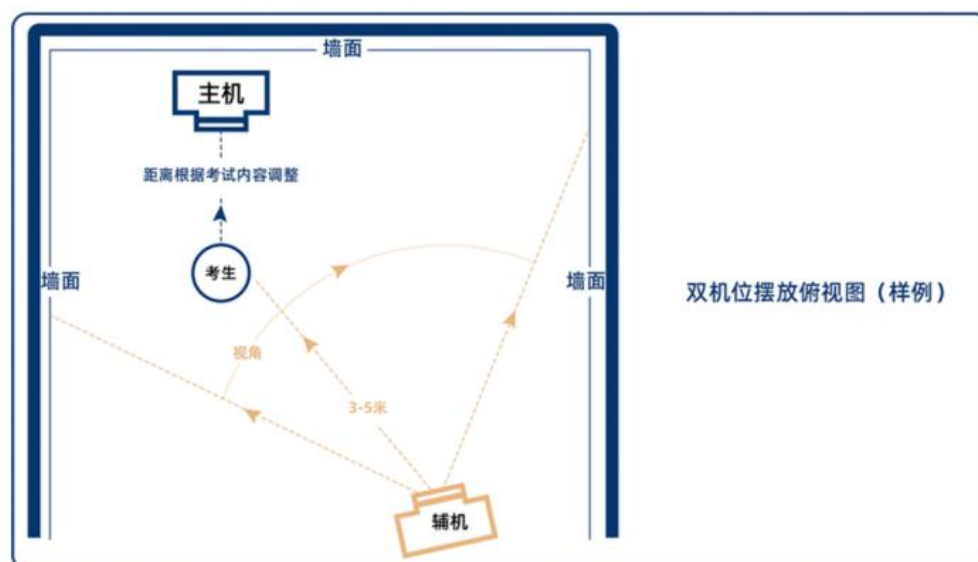 墙面
主机
距离根据考试内容调整
考生
墙面
墙面
双机位摆放俯视图（样例）
视角
3-5米
辅机